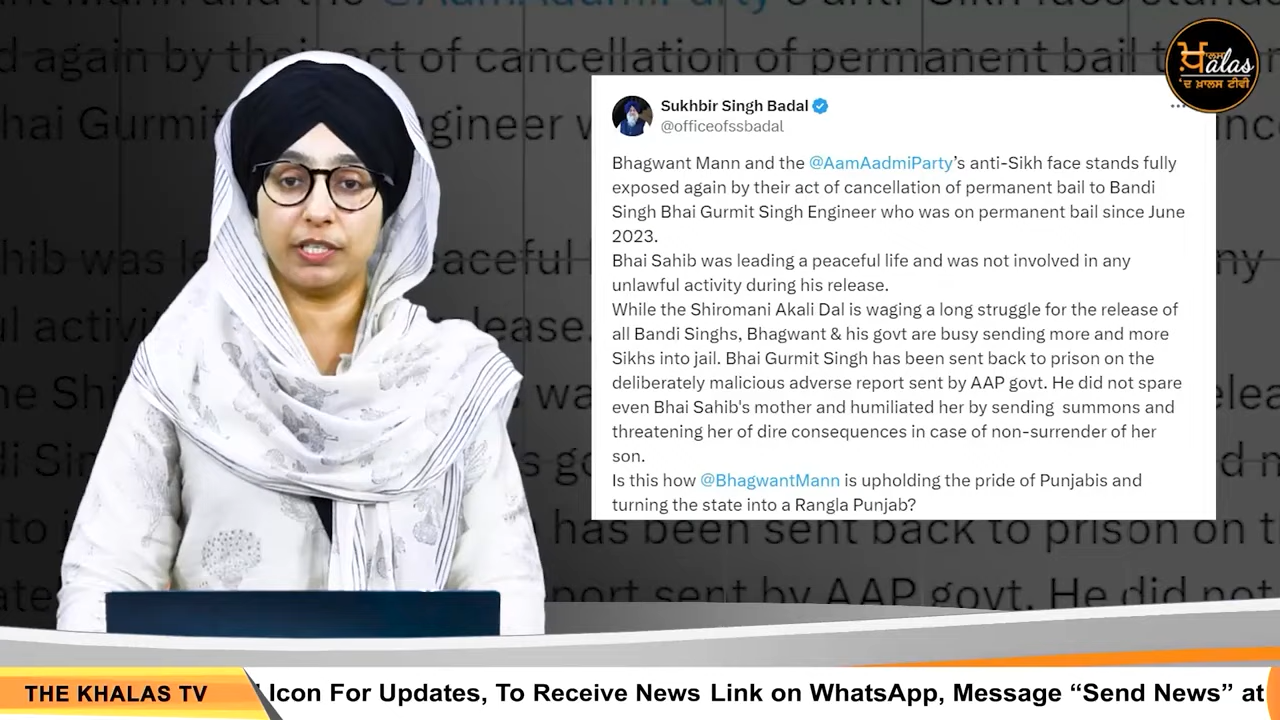 ਖ਼ਾਲਸ
alas
'ਦ ਖ਼ਾਲਸ ਟੀਵੀ
Sukhbir Singh Badal
@officeofssbadal
Bhagwant Mann and the @AamAadmiParty's anti-Sikh face stands fully
exposed again by their act of cancellation of permanent bail to Bandi
Singh Bhai Gurmit Singh Engineer who was on permanent bail since June
2023.
Bhai Sahib was leading a peaceful life and was not involved in any
unlawful activity during his release.
While the Shiromani Akali Dal is waging a long struggle for the release of
all Bandi Singhs, Bhagwant & his govt are busy sending more and more
Sikhs into jail. Bhai Gurmit Singh has been sent back to prison on the
deliberately malicious adverse report sent by AAP govt. He did not spare
even Bhai Sahib's mother and humiliated her by sending summons and
threatening her of dire consequences in case of non-surrender of her
son.
Is this how @BhagwantMann is upholding the pride of Punjabis and
turning the state into a Rangla Punjab?
THE KHALAS TV
Icon For Updates, To Receive News Link on WhatsApp, Message “Send News” at